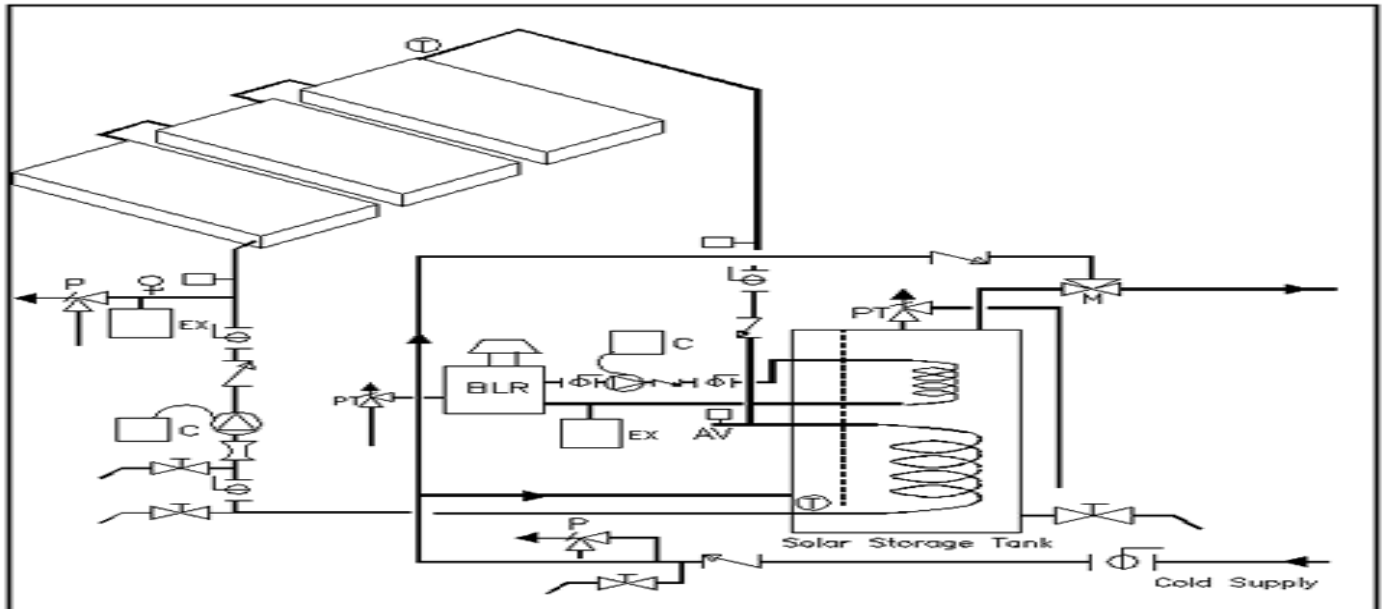 T
P
EX
C
M
PT
C
BLR
PT
EX
AV
T
P
Solar Storage Tank
Cold Supply